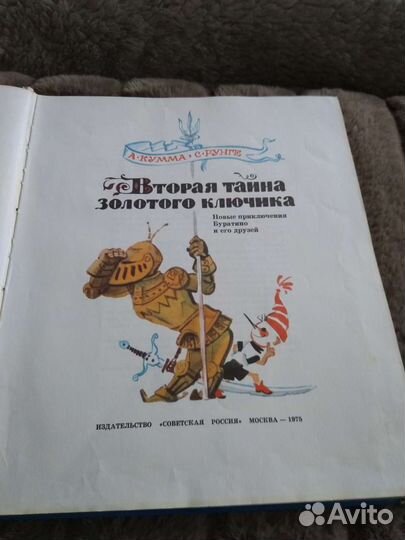 А·КУММА·С·РУНГЕ
Вторая тайна
золотого ключика
Новые приключения
Буратино
и его друзей
ИЗДАТЕЛЬСТВО «СОВЕТСКАЯ РОССИЯ» МОСКВА — 1975
Avito